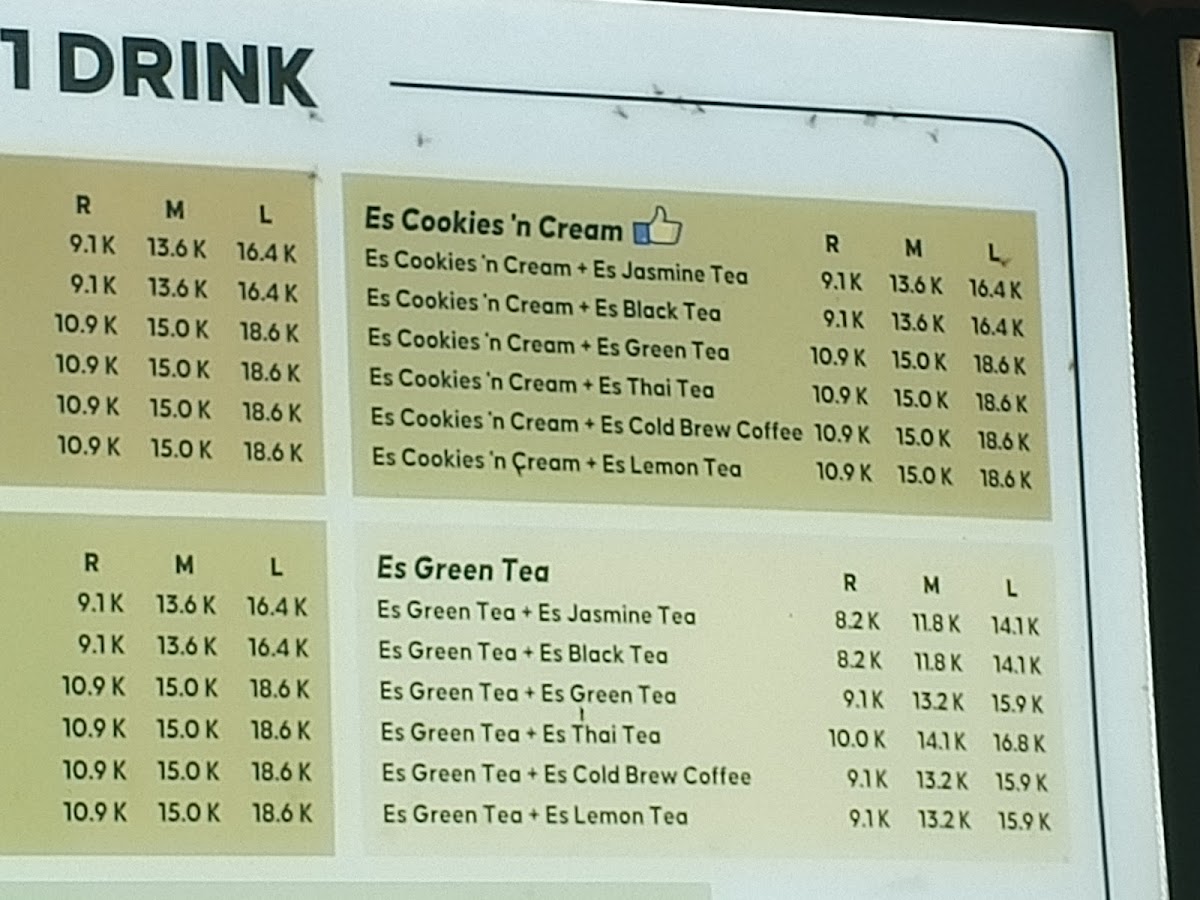 1 DRINK
R M L
9.1 K 13.6 K 16.4 K
9.1 K 13.6 K 16.4 K
10.9 K 15.0 K 18.6 K
10.9 K 15.0 K 18.6 K
10.9 K 15.0 K 18.6 K
10.9 K 15.0 K 18.6 K
Es Cookies 'n Cream R M L
Es Cookies 'n Cream + Es Jasmine Tea 9.1 K 13.6 K 16.4 K
Es Cookies 'n Cream + Es Black Tea 9.1 K 13.6 K 16.4 K
Es Cookies 'n Cream + Es Green Tea 10.9 K 15.0 K 18.6 K
Es Cookies 'n Cream + Es Thai Tea 10.9 K 15.0 K 18.6 K
Es Cookies 'n Cream + Es Cold Brew Coffee 10.9 K 15.0 K 18.6 K
Es Cookies 'n Cream + Es Lemon Tea 10.9 K 15.0 K 18.6 K
R M L
9.1 K 13.6 K 16.4 K
9.1 K 13.6 K 16.4 K
10.9 K 15.0 K 18.6 K
10.9 K 15.0 K 18.6 K
10.9 K 15.0 K 18.6 K
10.9 K 15.0 K 18.6 K
Es Green Tea R M L
Es Green Tea + Es Jasmine Tea 8.2 K 11.8 K 14.1 K
Es Green Tea + Es Black Tea 8.2 K 11.8 K 14.1 K
Es Green Tea + Es Green Tea 9.1 K 13.2 K 15.9 K
Es Green Tea + Es Thai Tea 10.0 K 14.1 K 16.8 K
Es Green Tea + Es Cold Brew Coffee 9.1 K 13.2 K 15.9 K
Es Green Tea + Es Lemon Tea 9.1 K 13.2 K 15.9 K